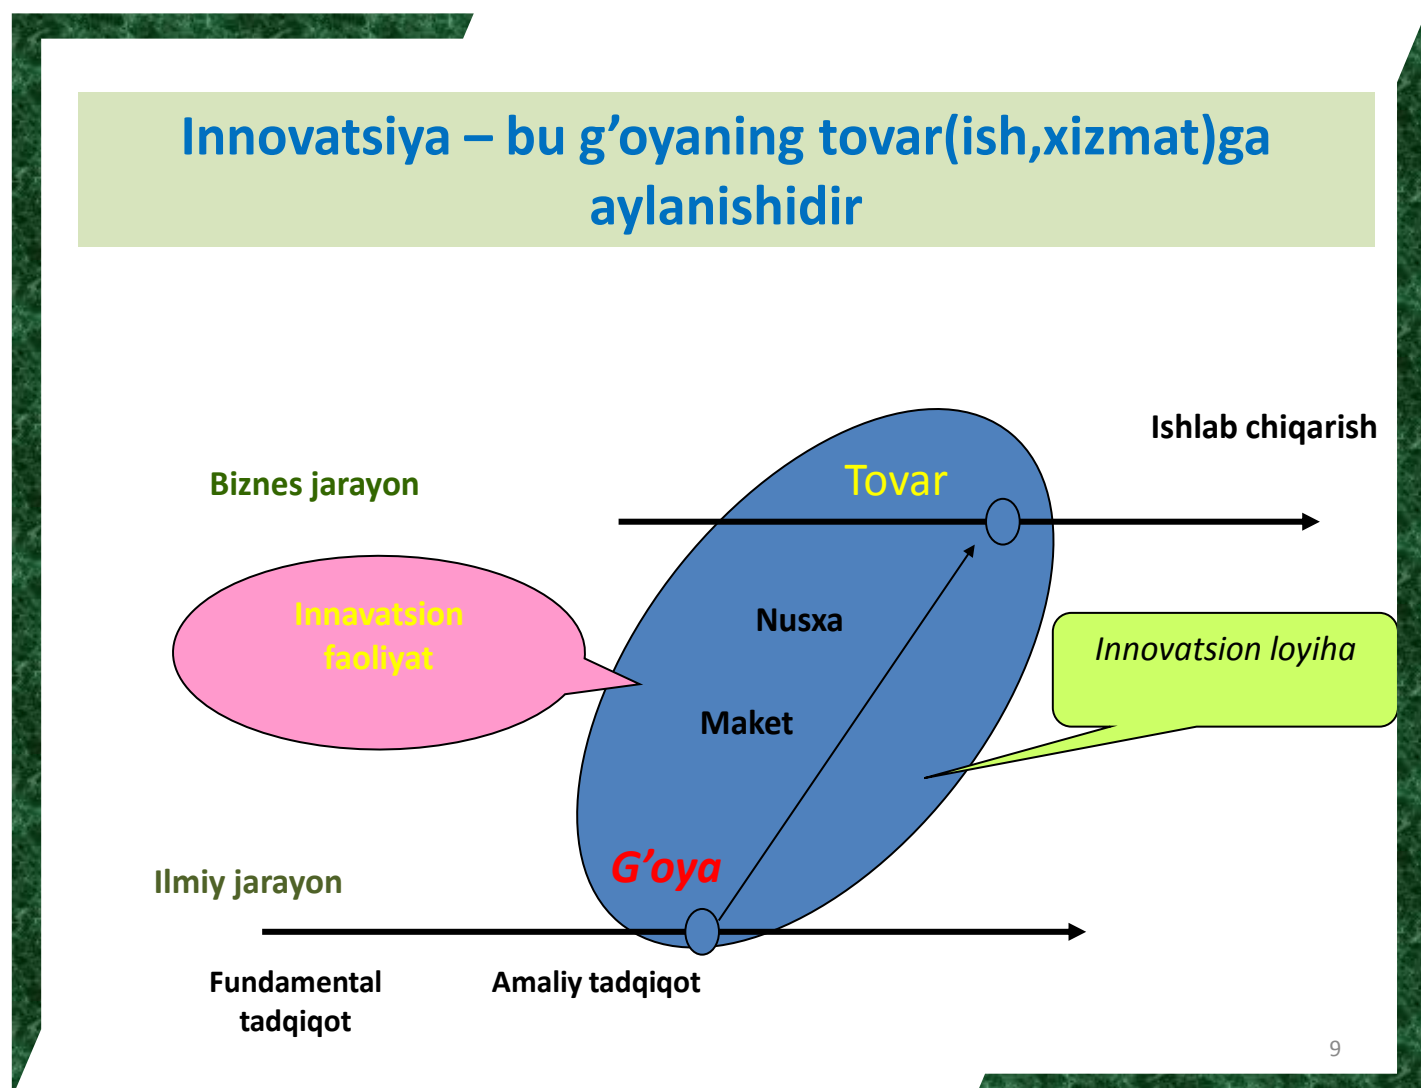 Innovatsiya – bu g’oyaning tovar(ish,xizmat)ga
aylanishidir
Ishlab chiqarish
Biznes jarayon
Tovar
Innavatsion
faoliyat
Nusxa
Innovatsion loyiha
Maket
G’oya
Ilmiy jarayon
Fundamental
tadqiqot
Amaliy tadqiqot
9